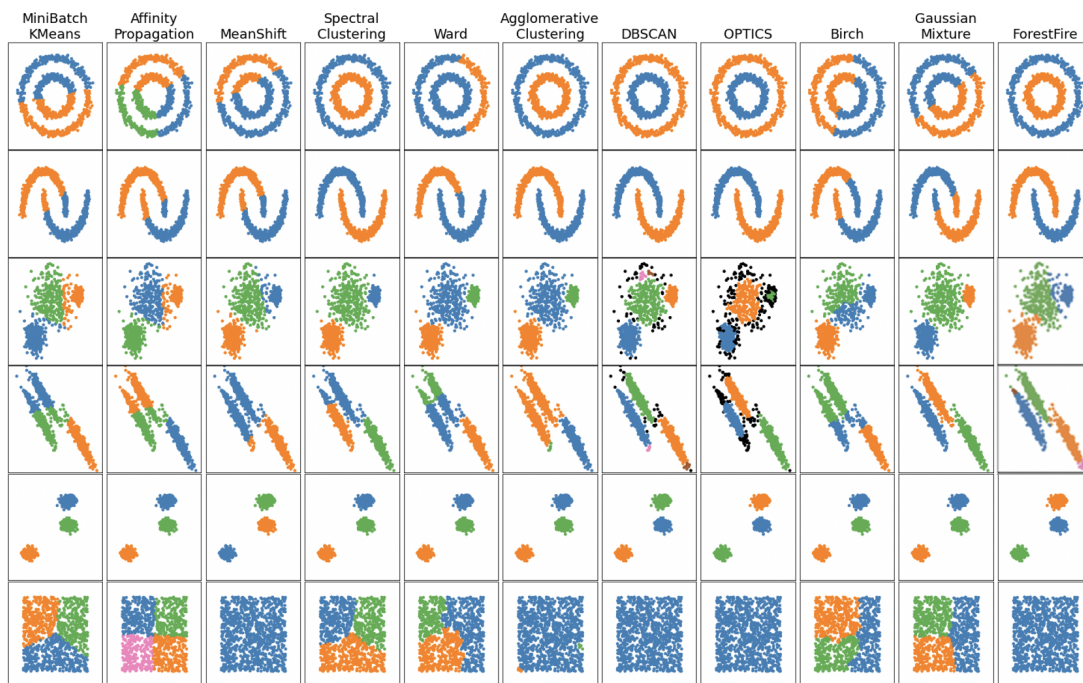 MiniBatch
KMeans
Affinity
Propagation
MeanShift
Spectral
Clustering
Ward
Agglomerative
Clustering
DBSCAN
OPTICS
Birch
Gaussian
Mixture
ForestFire